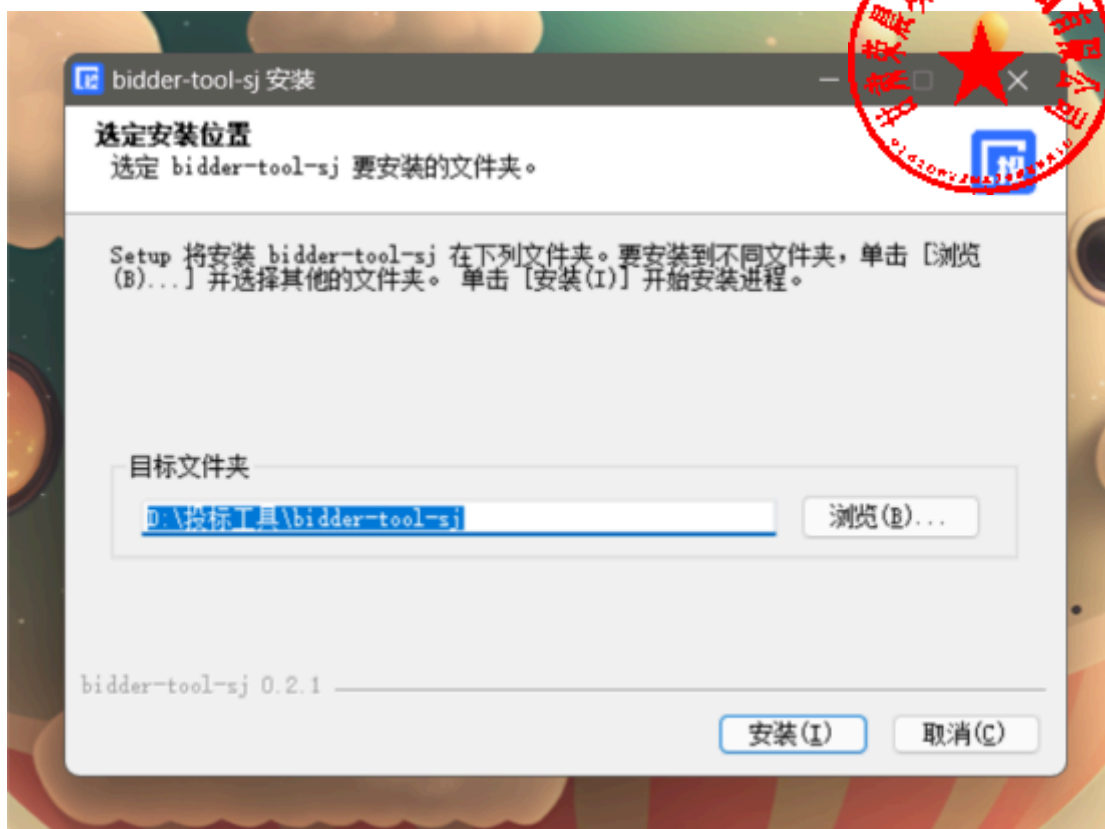 bidder-tool-sj 安装
选定安装位置
选定 bidder-tool-sj 要安装的文件夹。
Setup 将安装 bidder-tool-sj 在下列文件夹。要安装到不同文件夹，单击 [浏览
(B)...] 并选择其他的文件夹。 单击 [安装(I)] 开始安装进程。
目标文件夹
D:\投标工具\bidder-tool-sj
浏览(B)...
bidder-tool-sj 0.2.1
安装(I)
取消(C)